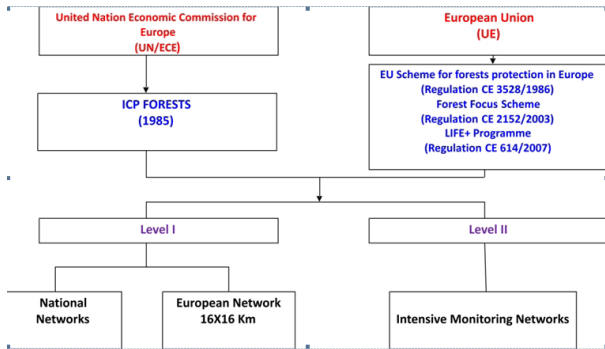 United Nation Economic Commission for
Europe
(UN/ECE)
European Union
(UE)
ICP FORESTS
(1985)
EU Scheme for forests protection in Europe
(Regulation CE 3528/1986)
Forest Focus Scheme
(Regulation CE 2152/2003)
LIFE+ Programme
(Regulation CE 614/2007)
Level I
Level II
National
Networks
European Network
16X16 Km
Intensive Monitoring Networks